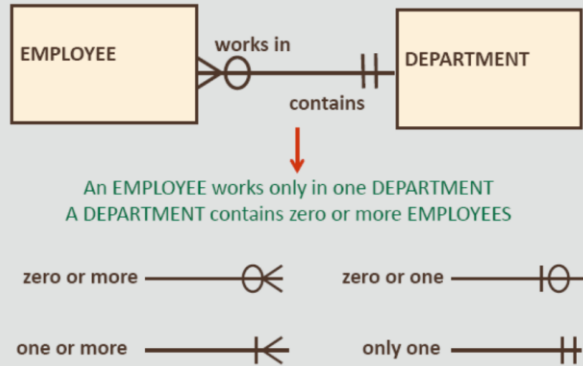 EMPLOYEE
works in
DEPARTMENT
contains
An EMPLOYEE works only in one DEPARTMENT
A DEPARTMENT contains zero or more EMPLOYEES
zero or more
zero or one
one or more
only one